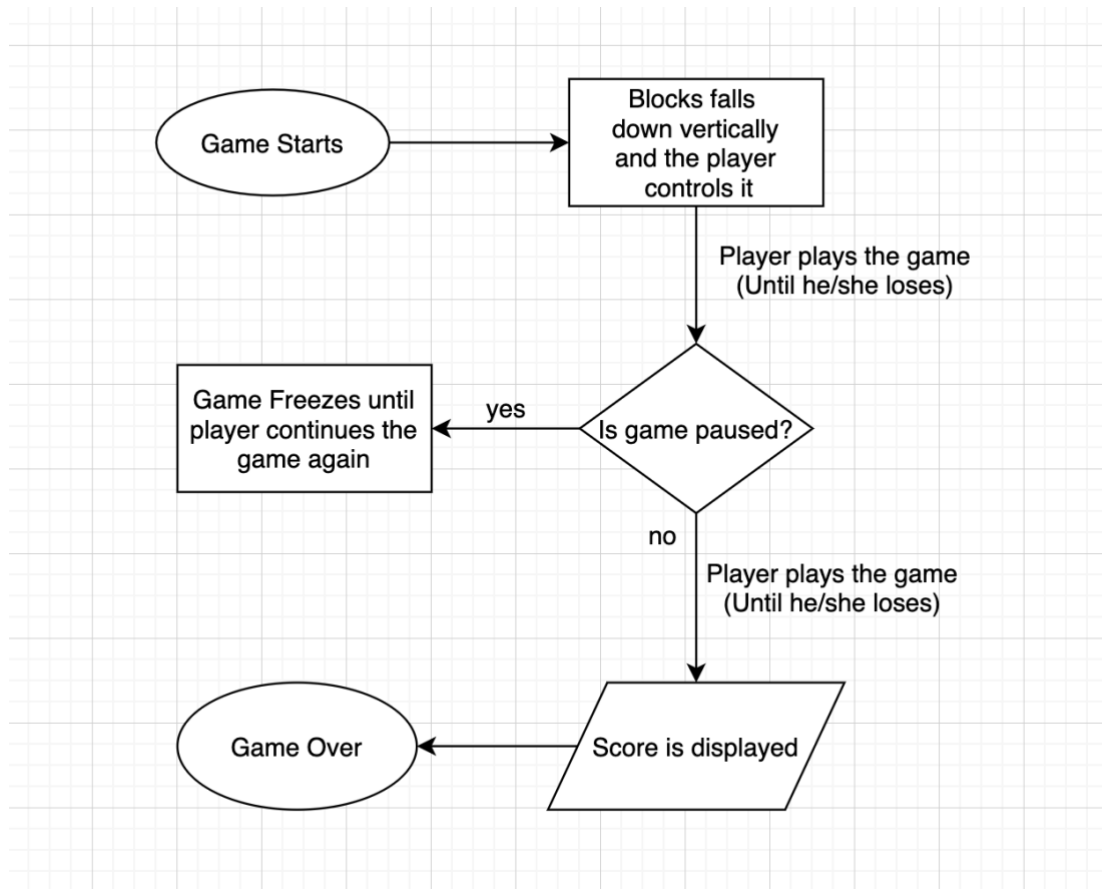 Game Starts
Blocks falls
down vertically
and the player
controls it
Player plays the game
(Until he/she loses)
Is game paused?
yes
Game Freezes until
player continues the
game again
no
Player plays the game
(Until he/she loses)
Score is displayed
Game Over